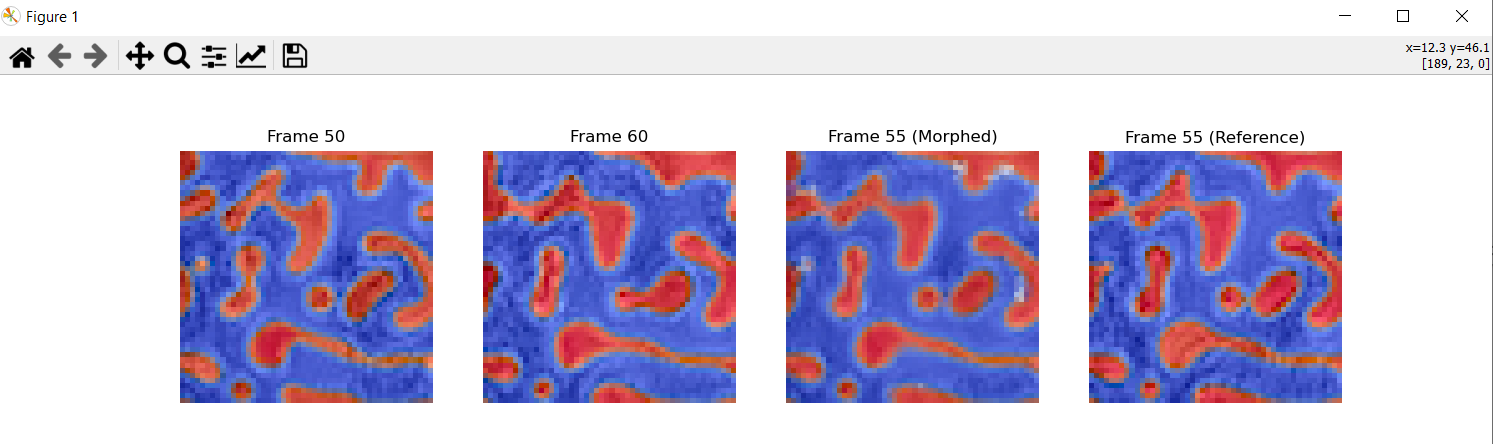 Figure 1
x=12.3 y=46.1
[189, 23, 0]
Frame 50
Frame 60
Frame 55 (Morphed)
Frame 55 (Reference)